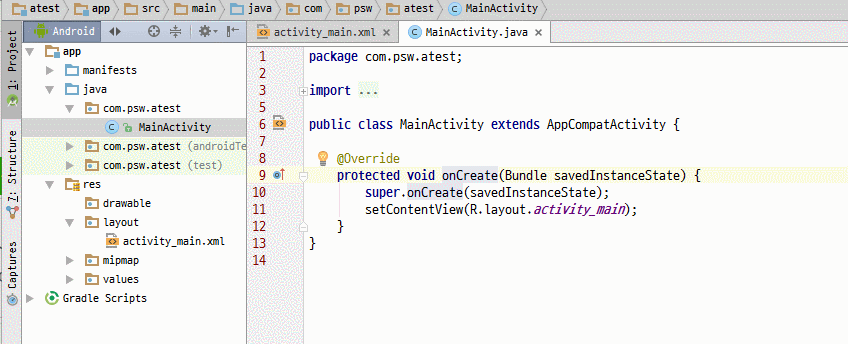 atest app src main java com psw atest MainActivity
1: Project
7: Structure
Captures
Android
app
manifests
java
com.psw.atest
MainActivity
com.psw.atest (androidTe
com.psw.atest (test)
res
drawable
layout
activity_main.xml
mipmap
values
Gradle Scripts
activity_main.xml MainActivity.java
1 package com.psw.atest;
2
3 import ...
5
6 public class MainActivity extends AppCompatActivity {
7
8 @Override
9 protected void onCreate(Bundle savedInstanceState) {
10 super.onCreate(savedInstanceState);
11 setContentView(R.layout.activity_main);
12 }
13 }
14